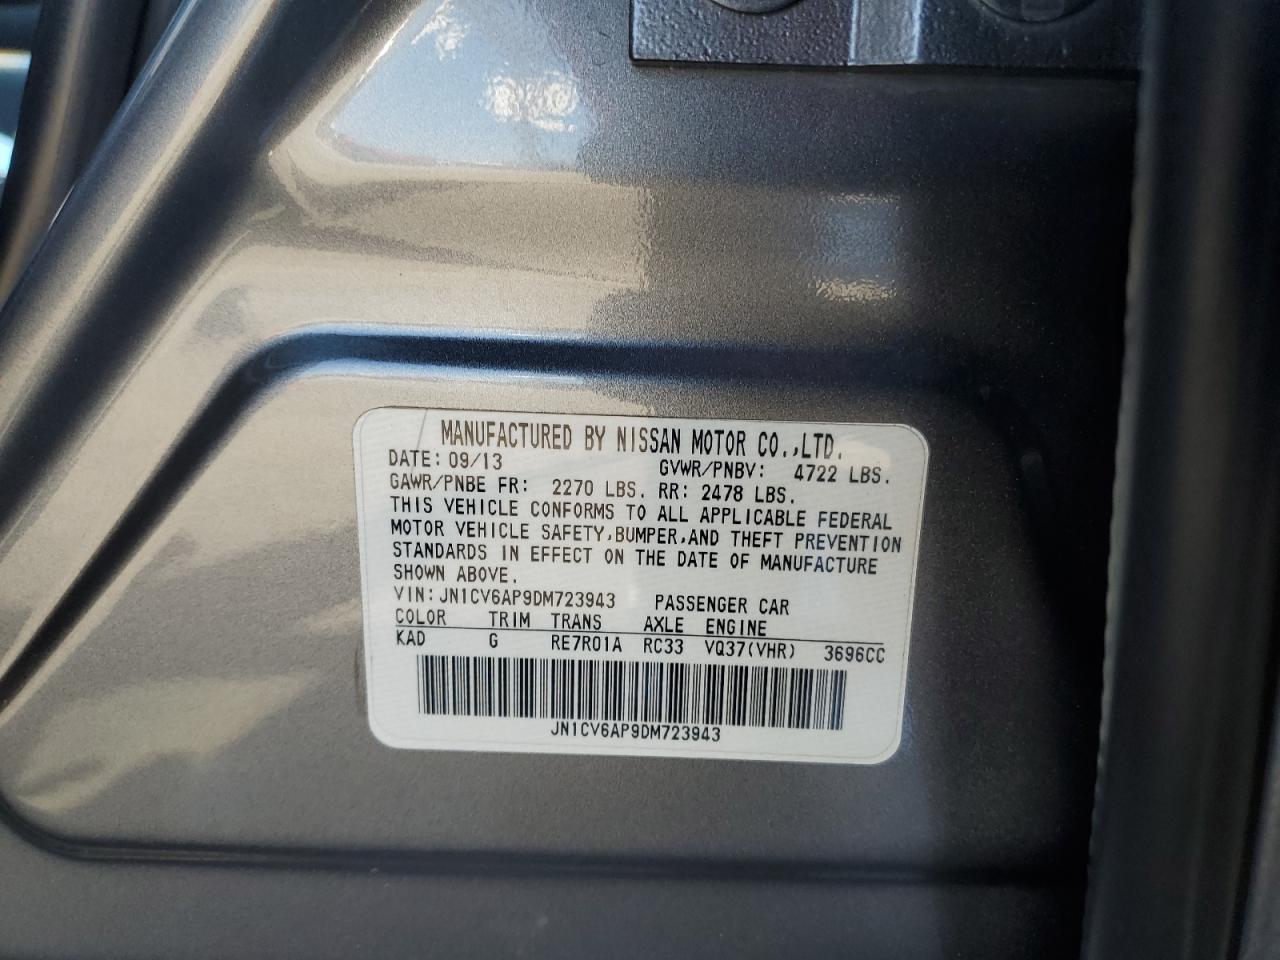 MANUFACTURED BY NISSAN MOTOR CO.,LTD.
DATE: 09/13 GVWR/PNBV: 4722 LBS.
GAWR/PNBE FR: 2270 LBS. RR: 2478 LBS.
THIS VEHICLE CONFORMS TO ALL APPLICABLE FEDERAL
MOTOR VEHICLE SAFETY,BUMPER,AND THEFT PREVENTION
STANDARDS IN EFFECT ON THE DATE OF MANUFACTURE
SHOWN ABOVE.
VIN:JN1CV6AP9DM723943 PASSENGER CAR
COLOR TRIM TRANS AXLE ENGINE
KAD G RE7R01A RC33 VQ37(VHR) 3696CC
JN1CV6AP9DM723943